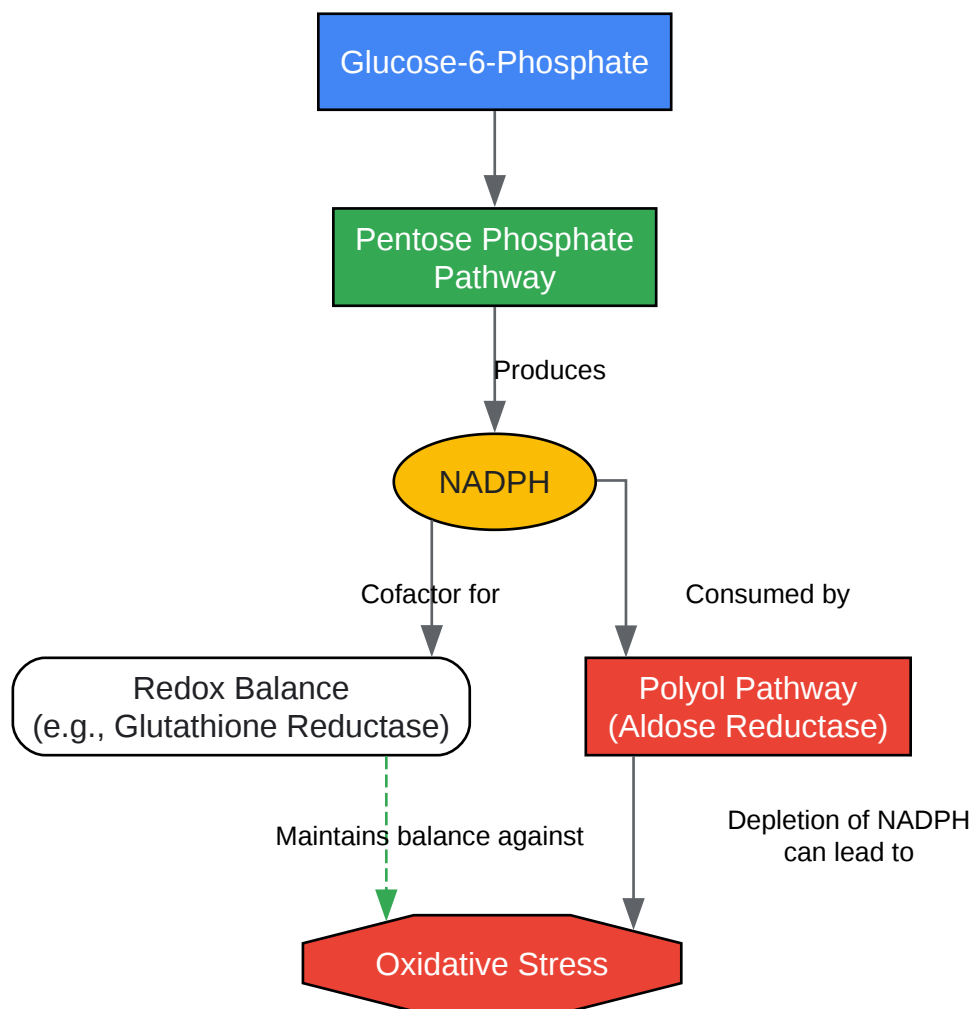 Glucose-6-Phosphate
Pentose Phosphate
Pathway
Produces
NADPH
Cofactor for
Consumed by
Redox Balance
(e.g., Glutathione Reductase)
Polyol Pathway
(Aldose Reductase)
Maintains balance against
Depletion of NADPH
can lead to
Oxidative Stress